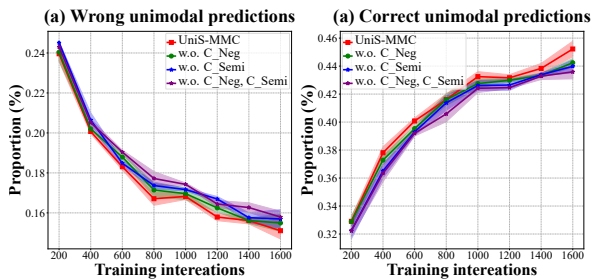 (a) Wrong unimodal predictions
UniS-MMC
w.o. C_Neg
w.o. C_Semi
w.o. C_Neg, C_Semi
Proportion (%)
0.24
0.22
0.20
0.18
0.16
200 400 600 800 1000 1200 1400 1600
Training intereations
(a) Correct unimodal predictions
UniS-MMC
w.o. C_Neg
w.o. C_Semi
w.o. C_Neg, C_Semi
Proportion (%)
0.46
0.44
0.42
0.40
0.38
0.36
0.34
0.32
200 400 600 800 1000 1200 1400 1600
Training intereations